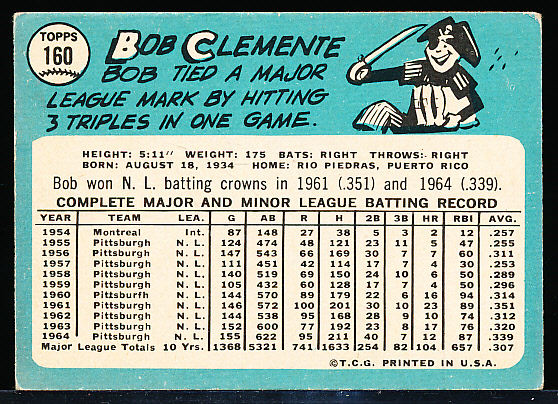 TOPPS
160
BOB CLEMENTE
BOB TIED A MAJOR
LEAGUE MARK BY HITTING
3 TRIPLES IN ONE GAME.
HEIGHT: 5:11" WEIGHT: 175 BATS: RIGHT THROWS: RIGHT
BORN: AUGUST 18, 1934 HOME: RIO PIEDRAS, PUERTO RICO
Bob won N. L. batting crowns in 1961 (.351) and 1964 (.339).
COMPLETE MAJOR AND MINOR LEAGUE BATTING RECORD
YEAR TEAM LEA. G AB R H 2B 3B HR RBI AVG.
1954 Montreal Int. 87 148 27 38 5 3 2 12 .257
1955 Pittsburgh N. L. 124 474 48 121 23 11 5 47 .255
1956 Pittsburgh N. L. 147 543 66 169 30 7 7 60 .311
1957 Pittsburgh N. L. 111 451 42 114 17 7 4 30 .253
1958 Pittsburgh N. L. 140 519 69 150 24 10 6 50 .289
1959 Pittsburgh N. L. 105 432 60 128 17 7 4 50 .296
1960 Pittsburfh N. L. 144 570 89 179 22 6 16 94 .314
1961 Pittsburgh N. L. 146 572 100 201 30 10 23 89 .351
1962 Pittsburgh N. L. 144 538 95 168 28 9 10 74 .312
1963 Pittsburgh N. L. 152 600 77 192 23 8 17 76 .320
1964 Pittsburgh N. L. 155 622 95 211 40 7 12 87 .339
Major League Totals 10 Yrs. 1368 5321 741 1633 254 82 104 657 .307
©T.C.G. PRINTED IN U.S.A.